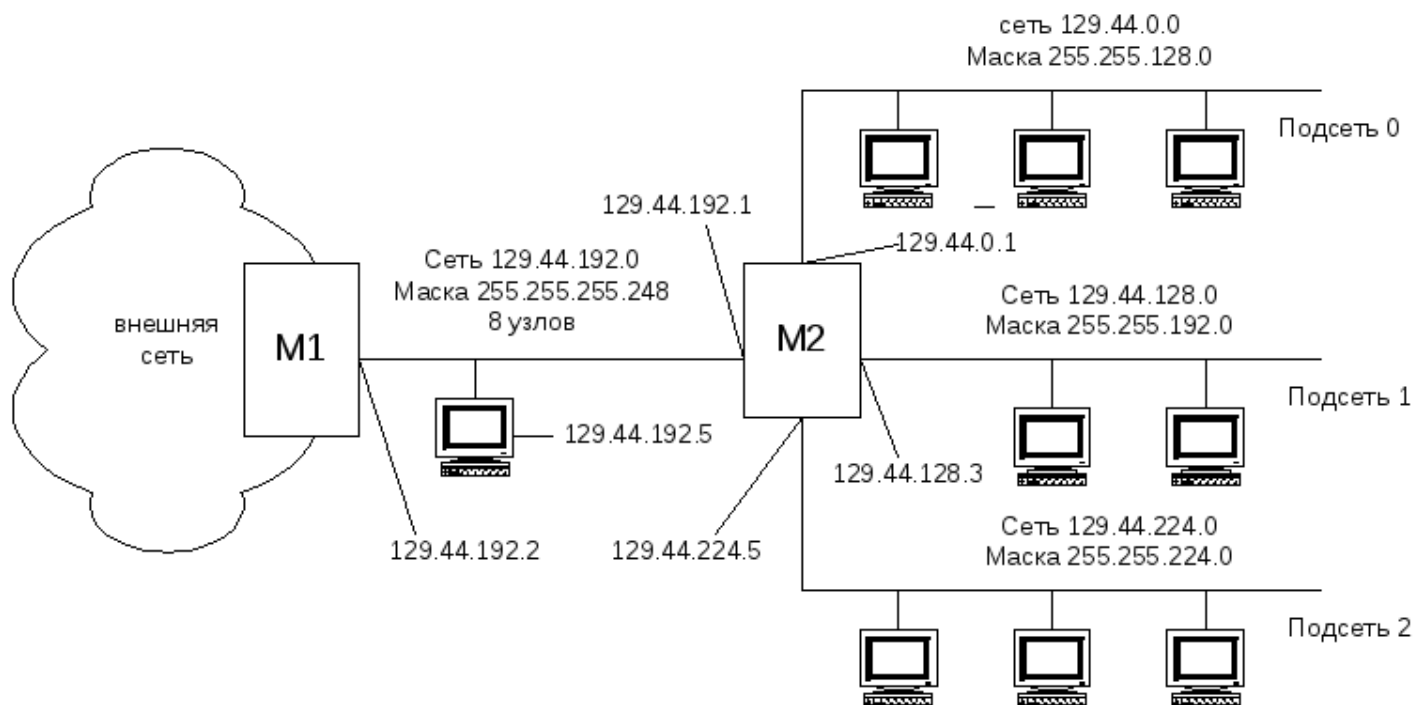 сеть 129.44.0.0
Маска 255.255.128.0
Подсеть 0
129.44.192.1
129.44.0.1
Сеть 129.44.192.0
Маска 255.255.255.248
8 узлов
Сеть 129.44.128.0
Маска 255.255.192.0
внешняя
сеть
М1
М2
Подсеть 1
129.44.192.5
129.44.128.3
129.44.192.2
129.44.224.5
Сеть 129.44.224.0
Маска 255.255.224.0
Подсеть 2